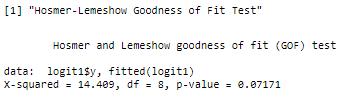 [1] "Hosmer-Lemeshow Goodness of Fit Test"
Hosmer and Lemeshow goodness of fit (GOF) test
data:  logit1$y, fitted(logit1)
X-squared = 14.409, df = 8, p-value = 0.07171